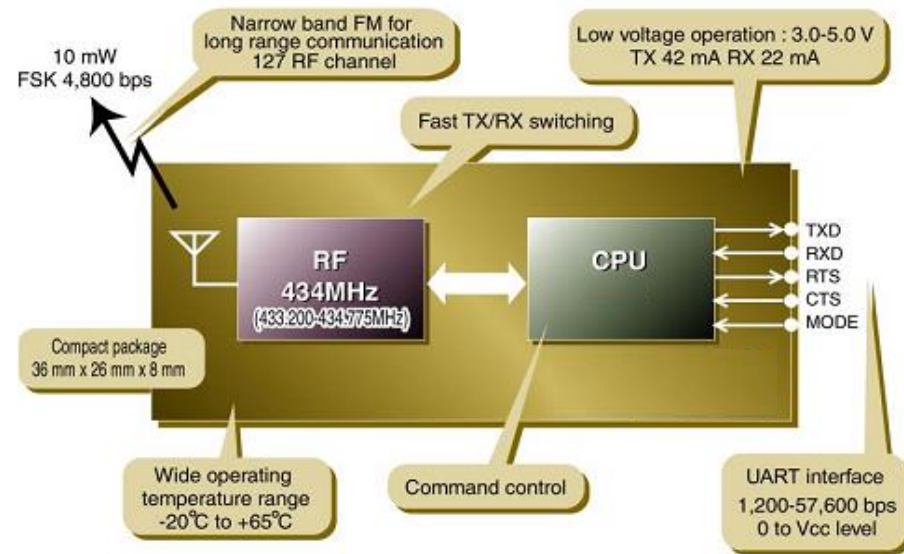 Narrow band FM for
long range communication
127 RF channel
10 mW
FSK 4,800 bps
Low voltage operation : 3.0-5.0 V
TX 42 mA RX 22 mA
Fast TX/RX switching
RF
434MHz
(433.200-434.775MHz)
CPU
TXD
RXD
RTS
CTS
MODE
Compact package
36 mm x 26 mm x 8 mm
Wide operating
temperature range
-20°C to +65°C
Command control
UART interface
1,200-57,600 bps
0 to Vcc level